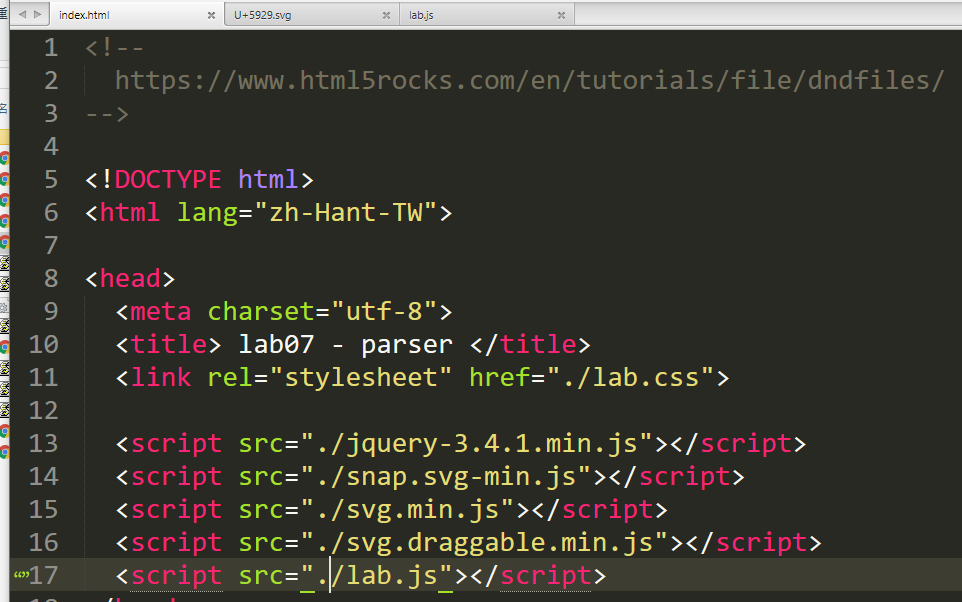 index.html
U+5929.svg
lab.js
1 <!--
2 https://www.html5rocks.com/en/tutorials/file/dndfiles/
3 -->
4
5 <!DOCTYPE html>
6 <html lang="zh-Hant-TW">
7
8 <head>
9 <meta charset="utf-8">
10 <title> lab07 - parser </title>
11 <link rel="stylesheet" href="./lab.css">
12
13 <script src="./jquery-3.4.1.min.js"></script>
14 <script src="./snap.svg-min.js"></script>
15 <script src="./svg.min.js"></script>
16 <script src="./svg.draggable.min.js"></script>
17 <script src="./lab.js"></script>